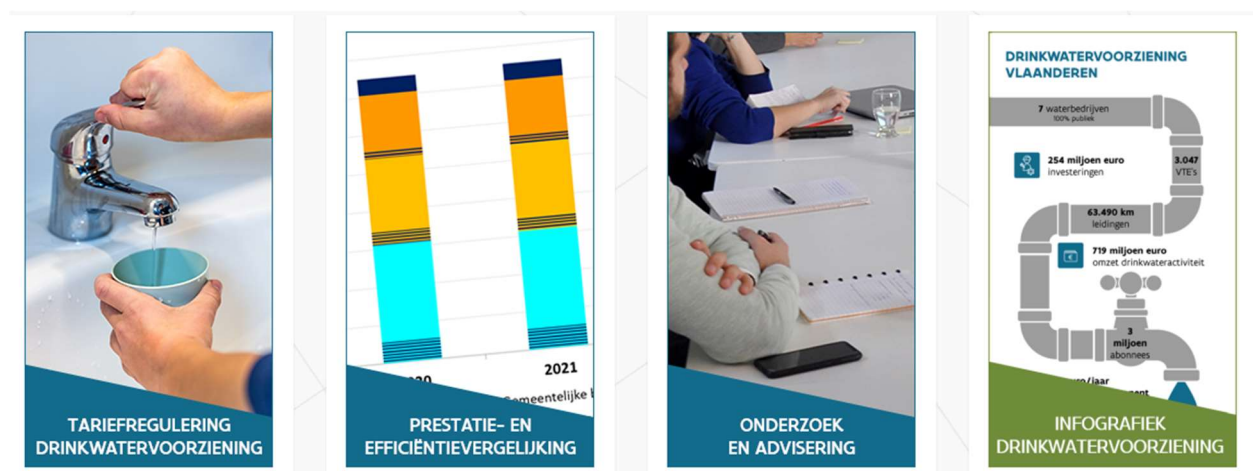 TARIEFREGULERING
DRINKWATERVOORZIENING
2021
PRESTATIE- EN
EFFICIËNTIEVERGELIJKING
ONDERZOEK
EN ADVISERING
DRINKWATERVOORZIENING
VLAANDEREN
7 waterbedrijven
100% publiek
254 miljoen euro
investeringen
3.047
VTE's
63.490 km
leidingen
719 miljoen euro
omzet drinkwateractiviteit
3
miljoen
abonnees
INFOGRAFIEK
DRINKWATERVOORZIENING